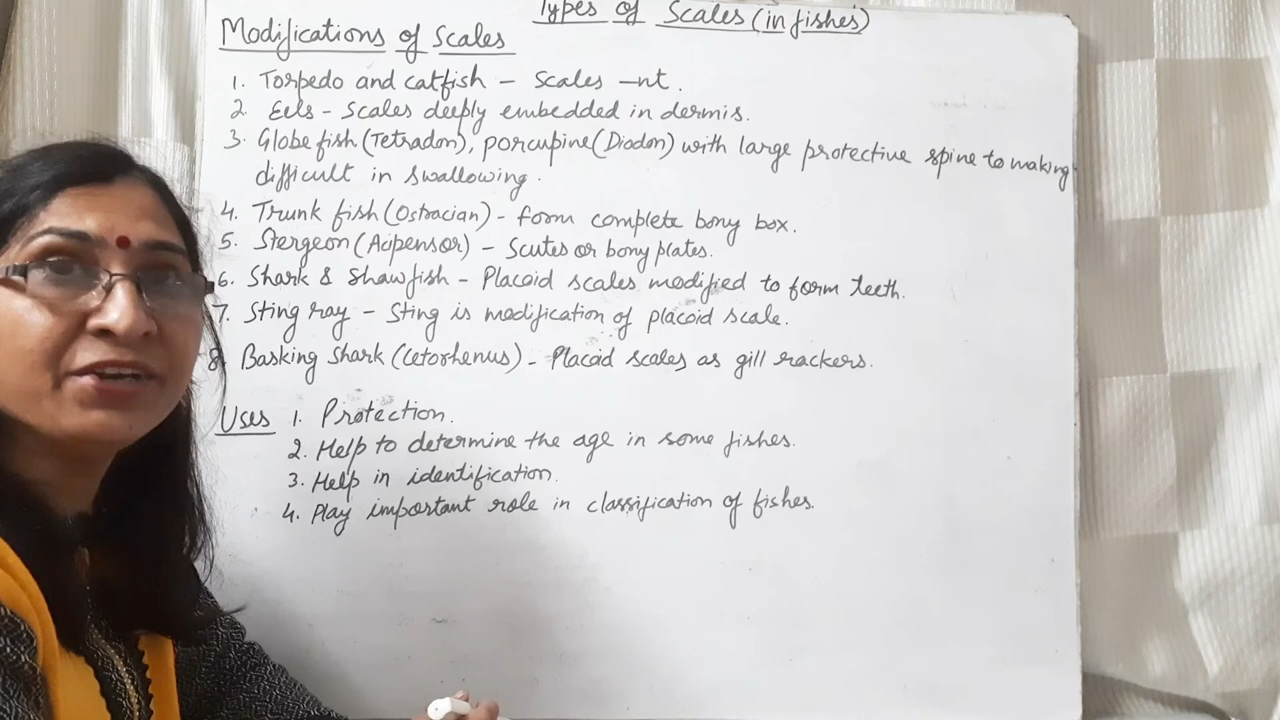 Types of Scales (in fishes)
Modifications of Scales
1. Torpedo and catfish - Scales -nt.
2. Eels - Scales deeply embedded in dermis.
3. Globe fish (Tetradon), porcupine (Diodon) with large protective spine to making
difficult in swallowing.
4. Trunk fish (Ostracian) - form complete bony box.
5. Stergeon (Acipensor) - Scutes or bony plates.
6. Shark & Shawfish - Placoid scales modified to form teeth.
7. Sting ray - Sting is modification of placoid scale.
8. Basking Shark (Cetorhenus) - Placoid scales as gill rackers.
Uses 1. Protection.
2. Help to determine the age in some fishes.
3. Help in identification.
4. Play important role in classification of fishes.